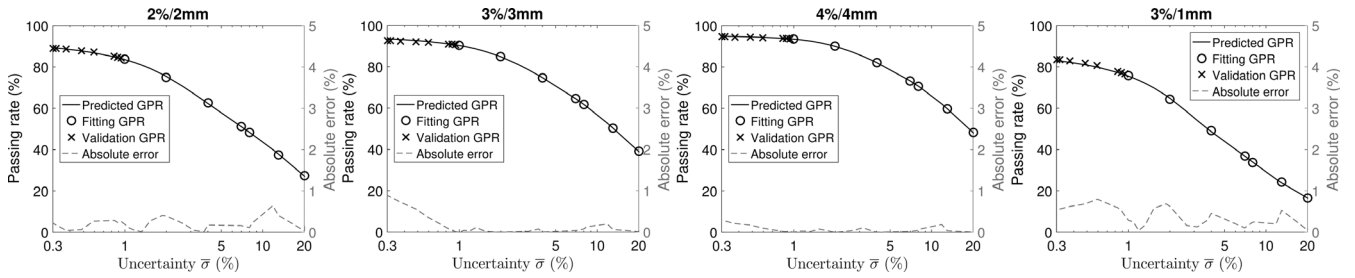 2%/2mm
Passing rate (%)
100
80
60
40
20
0
Predicted GPR
Fitting GPR
Validation GPR
Absolute error
5
4
3
2
1
0
Absolute error (%)
0.3 1 10 20
Uncertainty σ̅ (%)
3%/3mm
Passing rate (%)
100
80
60
40
20
0
Predicted GPR
Fitting GPR
Validation GPR
Absolute error
5
4
3
2
1
0
Absolute error (%)
0.3 1 10 20
Uncertainty σ̅ (%)
4%/4mm
Passing rate (%)
100
80
60
40
20
0
Predicted GPR
Fitting GPR
Validation GPR
Absolute error
5
4
3
2
1
0
Absolute error (%)
0.3 1 10 20
Uncertainty σ̅ (%)
3%/1mm
Passing rate (%)
100
80
60
40
20
0
Predicted GPR
Fitting GPR
Validation GPR
Absolute error
5
4
3
2
1
0
Absolute error (%)
0.3 1 10 20
Uncertainty σ̅ (%)